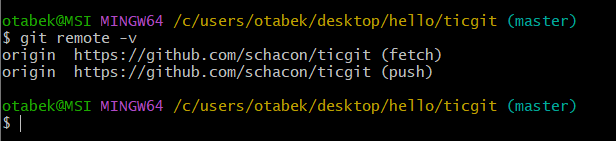 otabek@MSI MINGW64 /c/users/otabek/desktop/hello/ticgit (master)
$ git remote -v
origin  https://github.com/schacon/ticgit (fetch)
origin  https://github.com/schacon/ticgit (push)
otabek@MSI MINGW64 /c/users/otabek/desktop/hello/ticgit (master)
$